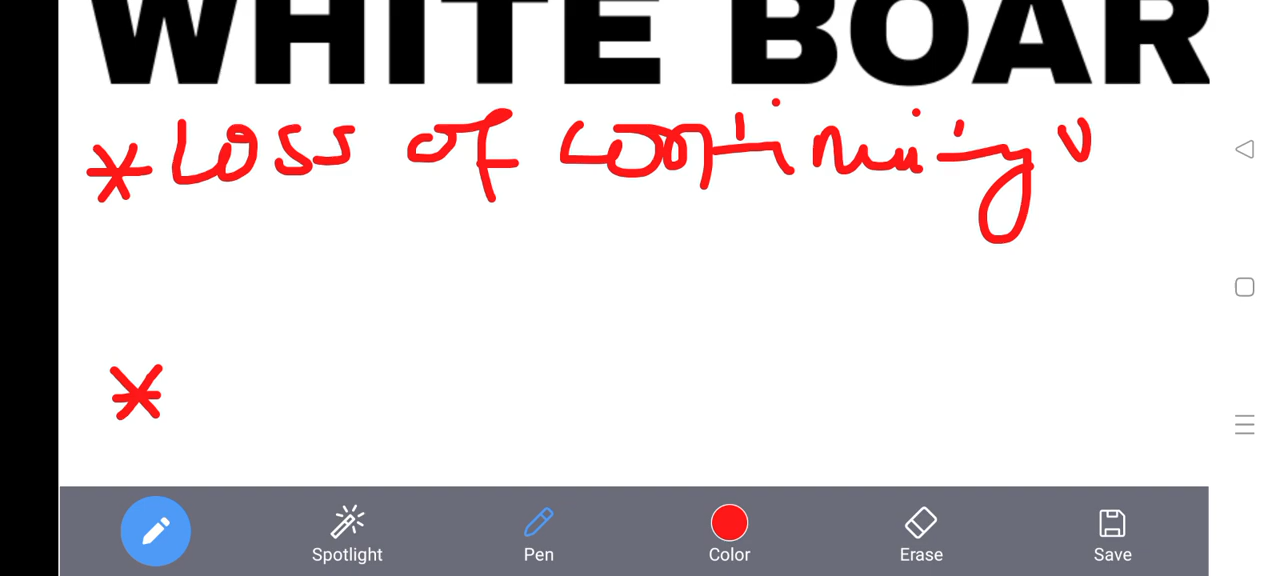 WHITE BOAR
* Loss of continuity
*
Spotlight Pen Color Erase Save